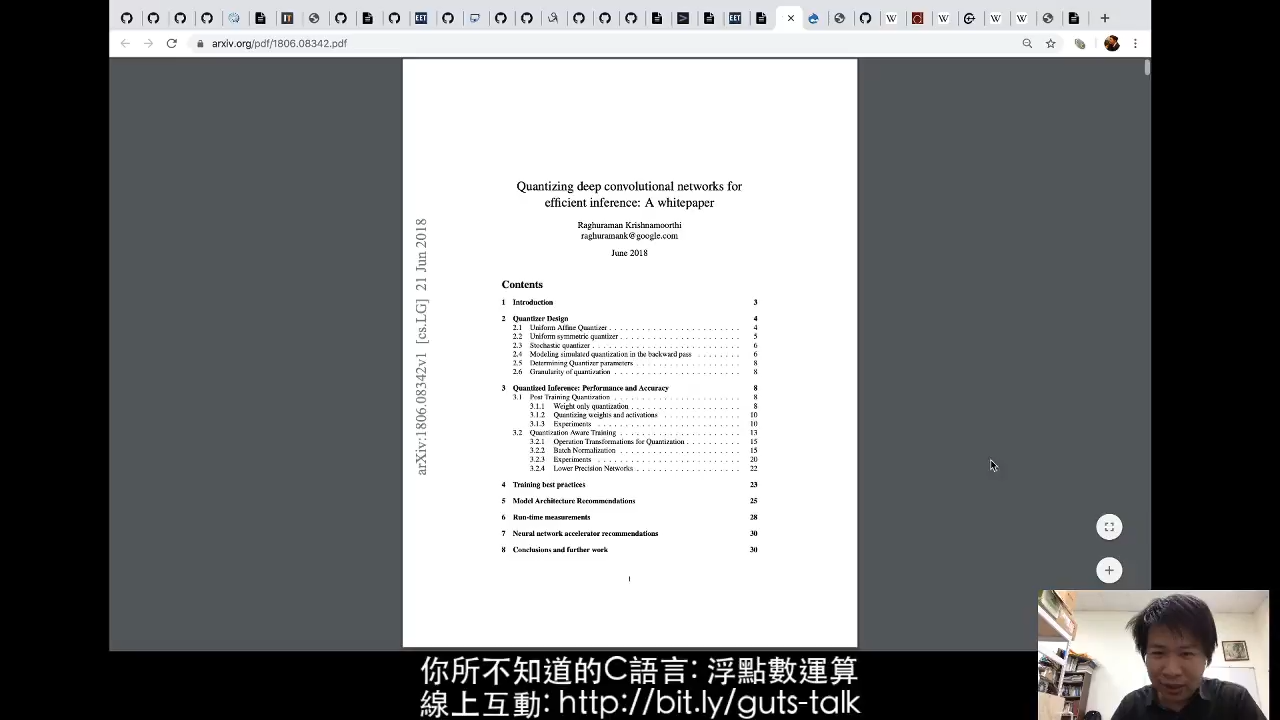 arxiv.org/pdf/1806.08342.pdf
Quantizing deep convolutional networks for
efficient inference: A whitepaper
Raghuraman Krishnamoorthi
raghuramank@google.com
June 2018
arXiv:1806.08342v1 [cs.LG] 21 Jun 2018
Contents
1 Introduction 3
2 Quantizer Design 4
2.1 Uniform Affine Quantizer . . . . . . . . . . . . . . . . . . . . . . . . 4
2.2 Uniform symmetric quantizer . . . . . . . . . . . . . . . . . . . . . . 5
2.3 Stochastic quantizer . . . . . . . . . . . . . . . . . . . . . . . . . . . 6
2.4 Modeling simulated quantization in the backward pass . . . . . . . . 6
2.5 Determining Quantizer parameters . . . . . . . . . . . . . . . . . . . 8
2.6 Granularity of quantization . . . . . . . . . . . . . . . . . . . . . . . 8
3 Quantized Inference: Performance and Accuracy 8
3.1 Post Training Quantization . . . . . . . . . . . . . . . . . . . . . . . 8
3.1.1 Weight only quantization . . . . . . . . . . . . . . . . . . . . 8
3.1.2 Quantizing weights and activations . . . . . . . . . . . . . . 10
3.1.3 Experiments . . . . . . . . . . . . . . . . . . . . . . . . . . . 10
3.2 Quantization Aware Training . . . . . . . . . . . . . . . . . . . . . . 13
3.2.1 Operation Transformations for Quantization . . . . . . . . . 15
3.2.2 Batch Normalization . . . . . . . . . . . . . . . . . . . . . . 15
3.2.3 Experiments . . . . . . . . . . . . . . . . . . . . . . . . . . . 20
3.2.4 Lower Precision Networks . . . . . . . . . . . . . . . . . . . 22
4 Training best practices 23
5 Model Architecture Recommendations 25
6 Run-time measurements 28
7 Neural network accelerator recommendations 30
8 Conclusions and further work 30
1
你所不知道的C語言: 浮點數運算
線上互動: http://bit.ly/guts-talk